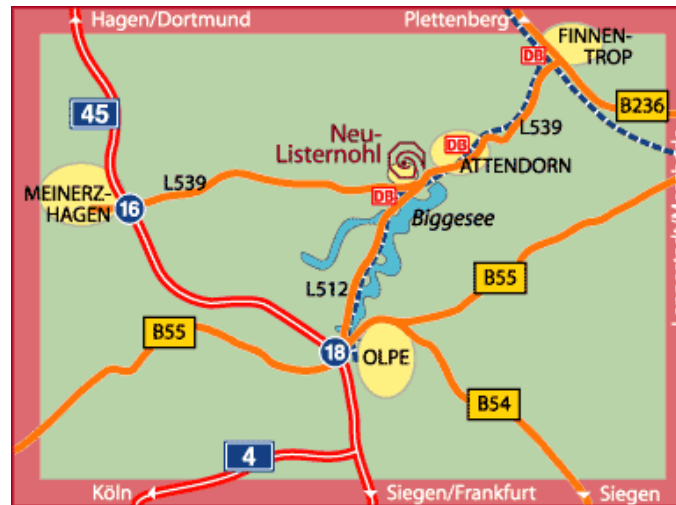 Hagen/Dortmund
Plettenberg
FINNEN-
TROP
DB
B236
45
L539
Neu-
Listernohl
DB
ATTENDORN
MEINERZ-
HAGEN
L539
16
DB
Biggesee
L512
B55
B55
18
OLPE
B54
4
Köln
Siegen/Frankfurt
Siegen